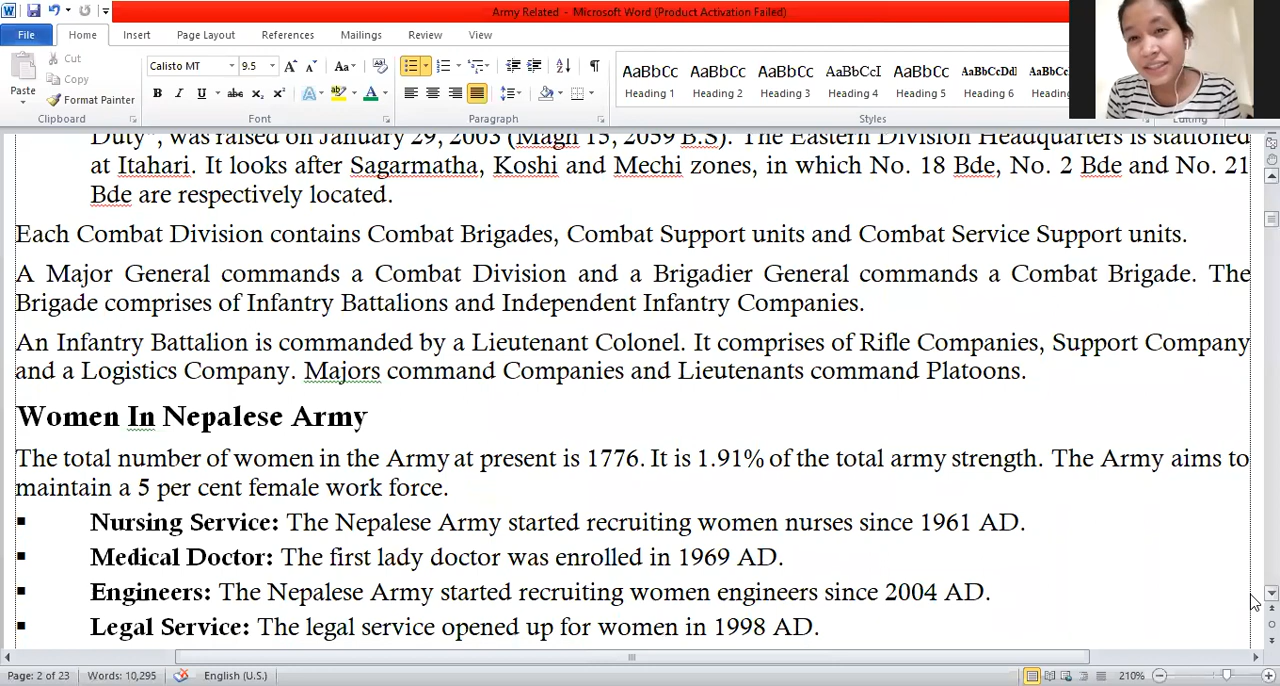 Army Related - Microsoft Word (Product Activation Failed)
File Home Insert Page Layout References Mailings Review View
Paste
Cut
Copy
Format Painter
Clipboard
Calisto MT 9.5
Font
Paragraph
AaBbCc AaBbCc AaBbCc AaBbCcI AaBbCc AaBbCcDd AaBbCc
Heading 1 Heading 2 Heading 3 Heading 4 Heading 5 Heading 6 Headin
Styles
Editing
Duty", was raised on January 29, 2003 (Magh 15, 2059 B.S). The Eastern Division Headquarters is stationed
at Itahari. It looks after Sagarmatha, Koshi and Mechi zones, in which No. 18 Bde, No. 2 Bde and No. 21
Bde are respectively located.
Each Combat Division contains Combat Brigades, Combat Support units and Combat Service Support units.
A Major General commands a Combat Division and a Brigadier General commands a Combat Brigade. The
Brigade comprises of Infantry Battalions and Independent Infantry Companies.
An Infantry Battalion is commanded by a Lieutenant Colonel. It comprises of Rifle Companies, Support Company
and a Logistics Company. Majors command Companies and Lieutenants command Platoons.
Women In Nepalese Army
The total number of women in the Army at present is 1776. It is 1.91% of the total army strength. The Army aims to
maintain a 5 per cent female work force.
▪ Nursing Service: The Nepalese Army started recruiting women nurses since 1961 AD.
▪ Medical Doctor: The first lady doctor was enrolled in 1969 AD.
▪ Engineers: The Nepalese Army started recruiting women engineers since 2004 AD.
▪ Legal Service: The legal service opened up for women in 1998 AD.
Page: 2 of 23 Words: 10,295 English (U.S.) 210%